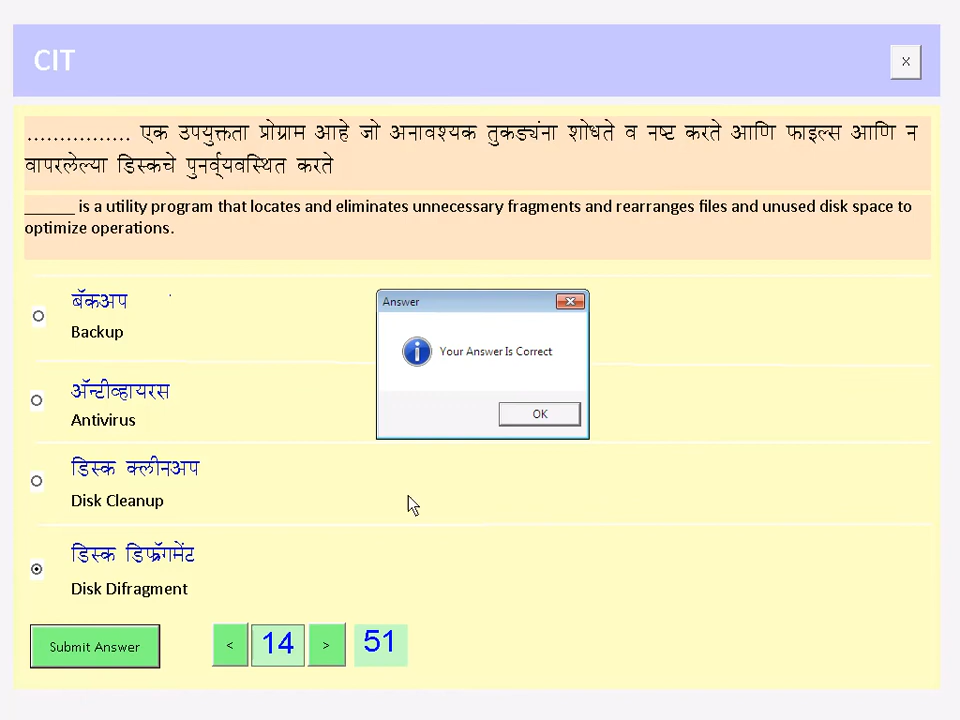 CIT
x
................ एक उपयुक्तता प्रोग्राम आहे जो अनावश्यक तुकड्यंना शोधते व नष्ट करते आणि फाइल्स आणि न
वापरलेल्या डिस्कचे पुनर्व्यवस्थित करते
______ is a utility program that locates and eliminates unnecessary fragments and rearranges files and unused disk space to
optimize operations.
बॅकअप
Backup
Answer
Your Answer Is Correct
OK
अ‍ॅन्टीव्हायरस
Antivirus
डिस्क क्लीनअप
Disk Cleanup
डिस्क डिफ्रॅगमेंट
Disk Difragment
Submit Answer
< 14 > 51